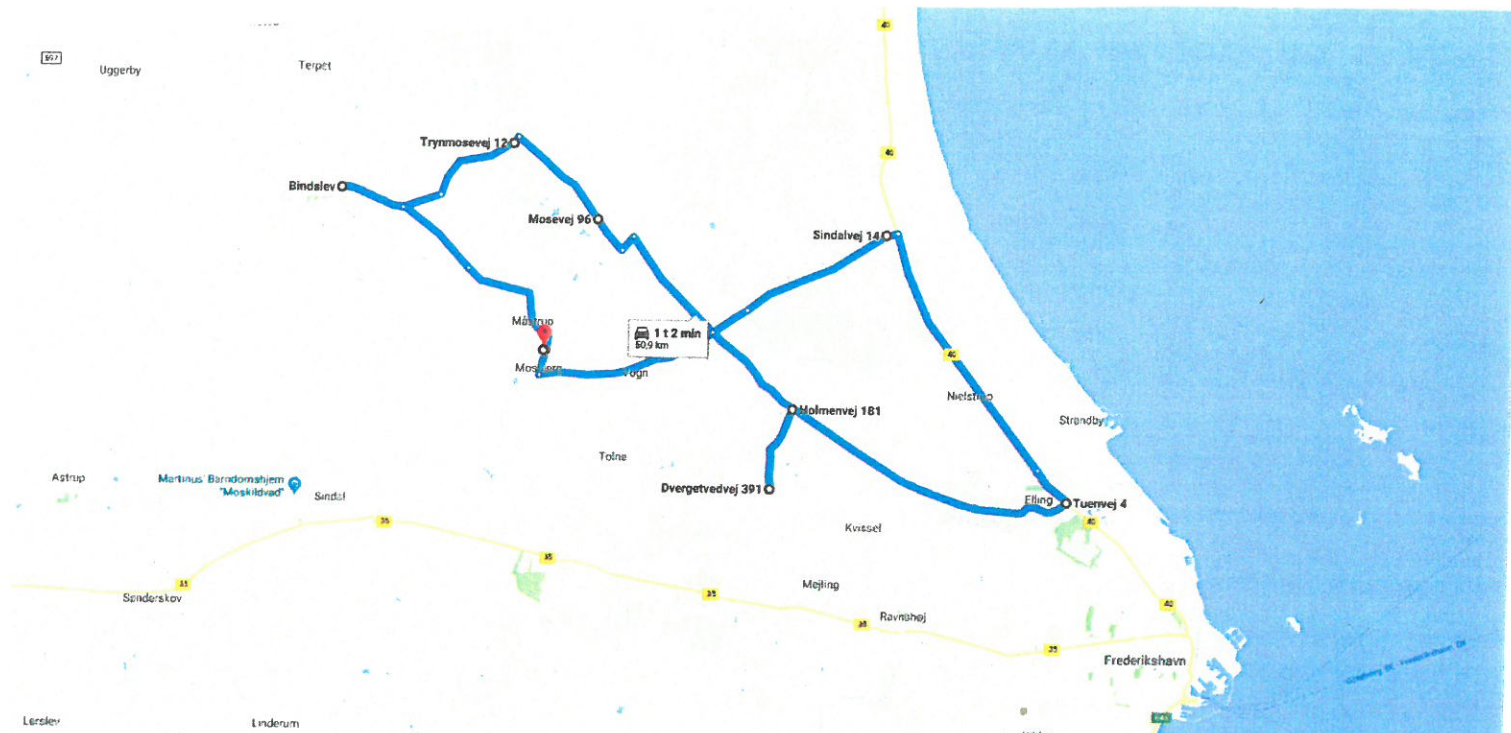 40
597
Uggerby
Terpet
Trynmosevej 12
40
Bindslev
Mosevej 96
Sindalvej 14
Måstrup
1 t 2 min
50,9 km
40
Nielstrup
Holmenvej 181
Strandby
Tolne
Astrup
Martinus' Barndomshjem
"Moskildvad"
Sindal
Dvergetvedvej 391
Elling
Tuenvej 4
35
Kvissel
40
35
35
Mejling
35
Sønderskov
40
Ravnshøj
35
35
Frederikshavn
Lerslev
Linderum
E45